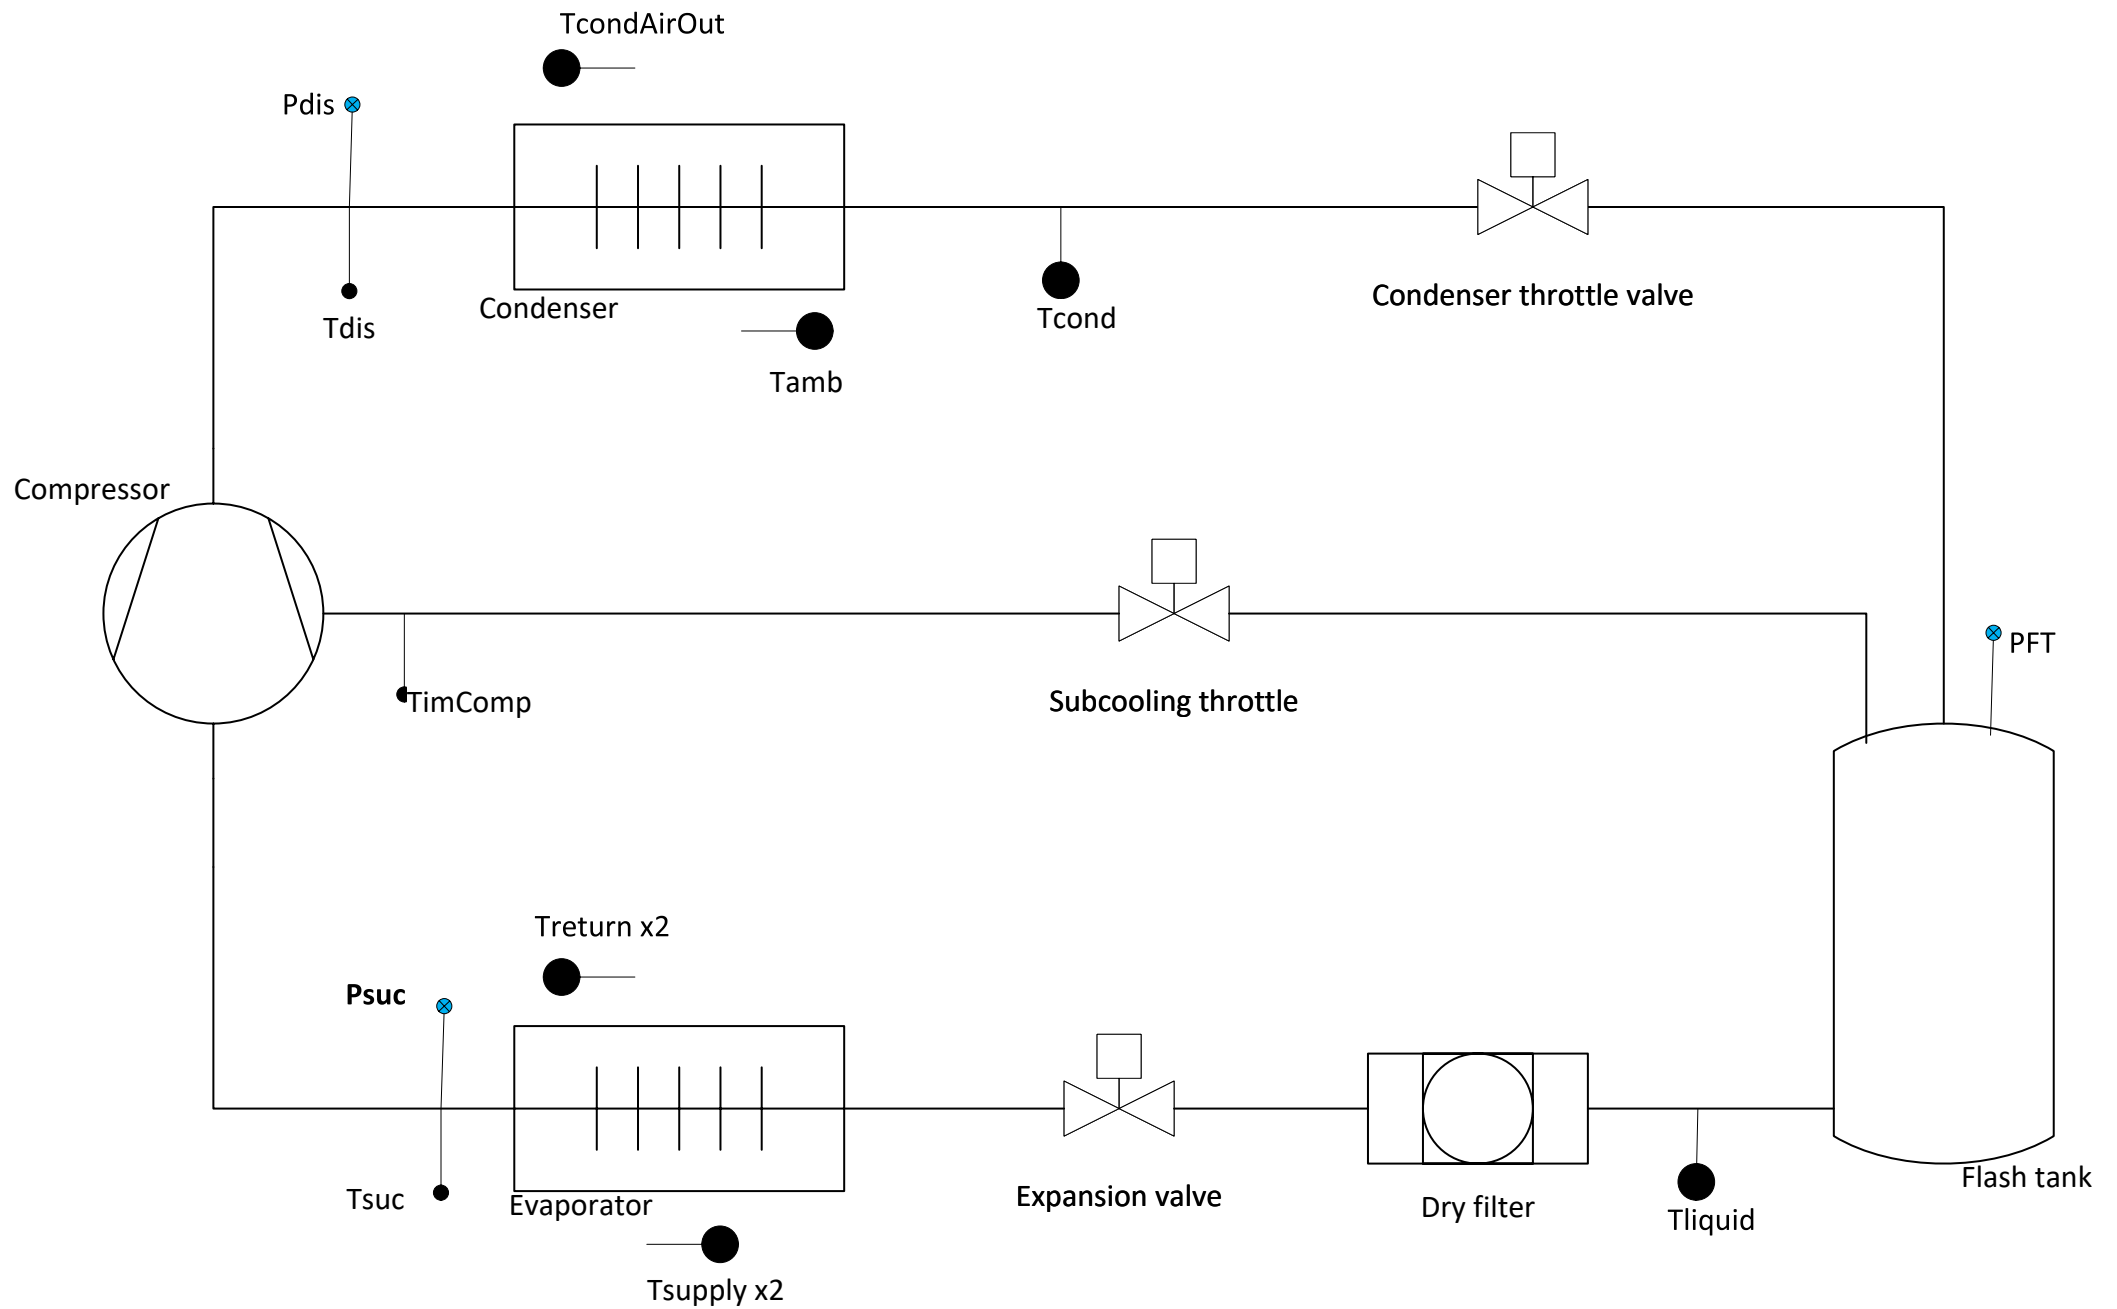 TcondAirOut
Pdis
Condenser
Tdis
Tcond
Condenser throttle valve
Tamb
Compressor
PFT
TimComp
Subcooling throttle
Treturn x2
Psuc
Tsuc
Evaporator
Expansion valve
Dry filter
Flash tank
Tliquid
Tsupply x2